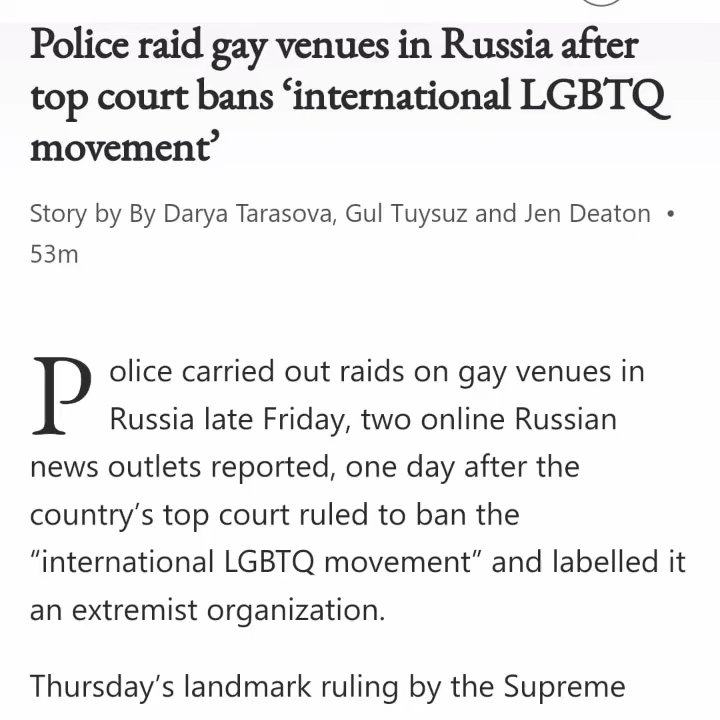 Police raid gay venues in Russia after
top court bans ‘international LGBTQ
movement’
Story by By Darya Tarasova, Gul Tuysuz and Jen Deaton •
53m
Police carried out raids on gay venues in
Russia late Friday, two online Russian
news outlets reported, one day after the
country’s top court ruled to ban the
“international LGBTQ movement” and labelled it
an extremist organization.
Thursday’s landmark ruling by the Supreme